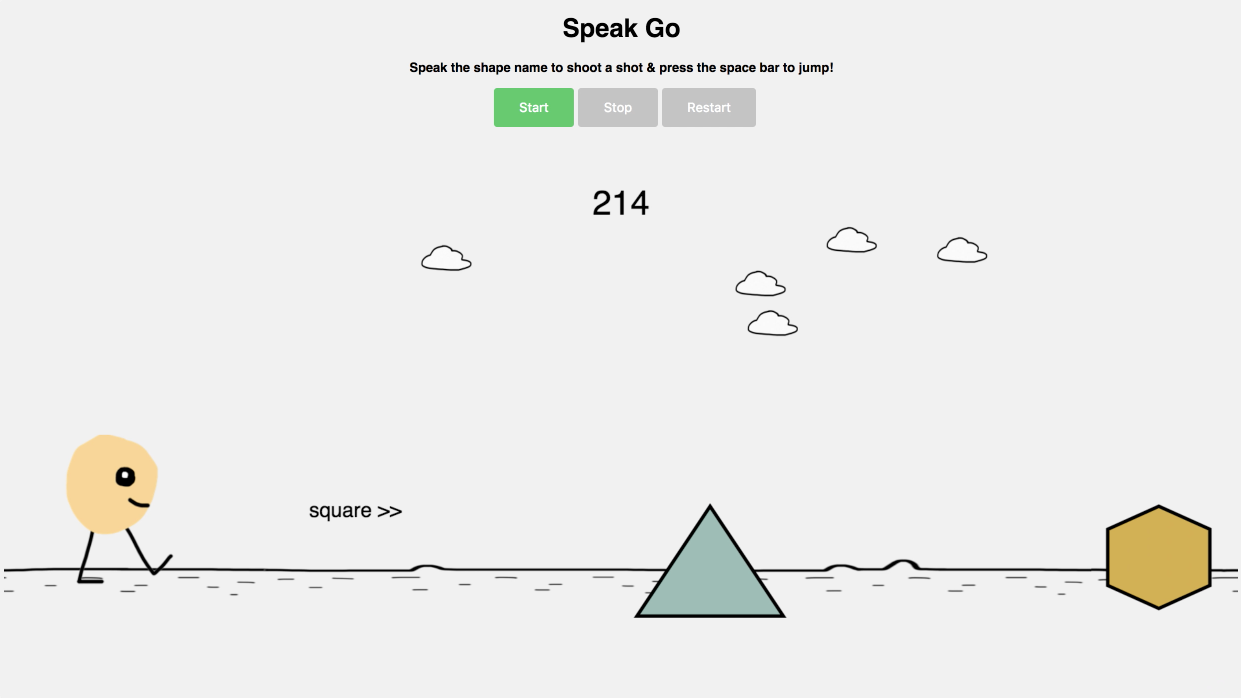 Speak Go
Speak the shape name to shoot a shot & press the space bar to jump!
Start Stop Restart
214
square >>